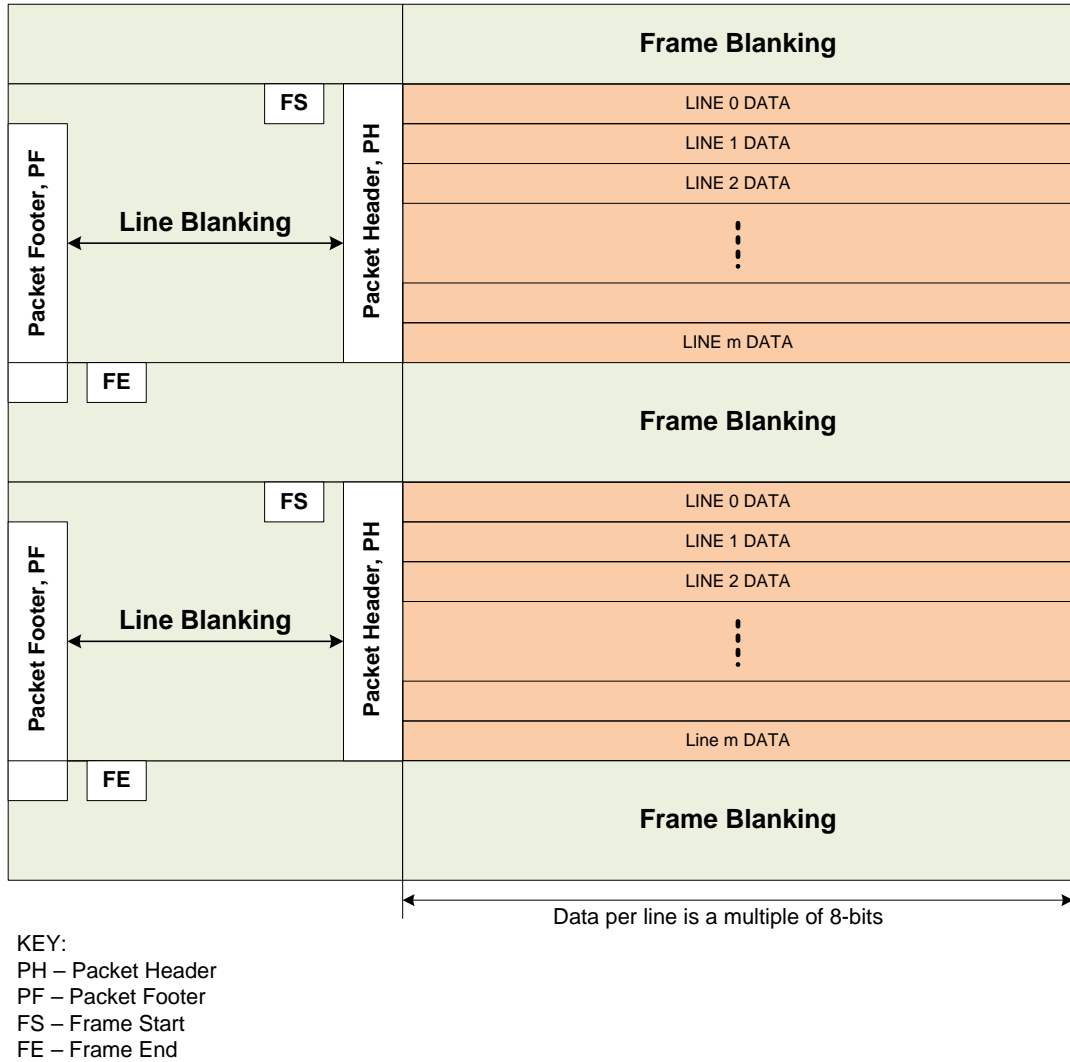 Frame Blanking
FS
LINE 0 DATA
LINE 1 DATA
LINE 2 DATA
Packet Footer, PF
Line Blanking
Packet Header, PH
LINE m DATA
FE
Frame Blanking
FS
LINE 0 DATA
LINE 1 DATA
LINE 2 DATA
Packet Footer, PF
Line Blanking
Packet Header, PH
Line m DATA
FE
Frame Blanking
Data per line is a multiple of 8-bits
KEY:
PH – Packet Header
PF – Packet Footer
FS – Frame Start
FE – Frame End